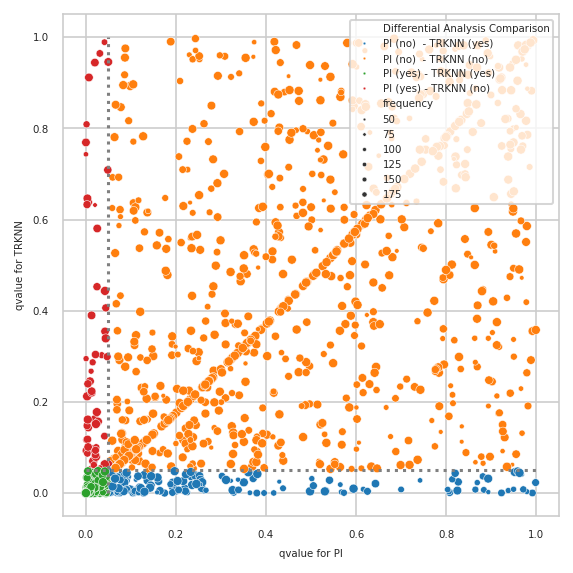 Differential Analysis Comparison
PI (no) - TRKNN (yes)
PI (no) - TRKNN (no)
PI (yes) - TRKNN (yes)
PI (yes) - TRKNN (no)
frequency
50
75
100
125
150
175
1.0
0.8
0.6
0.4
0.2
0.0
qvalue for TRKNN
0.0 0.2 0.4 0.6 0.8 1.0
qvalue for PI